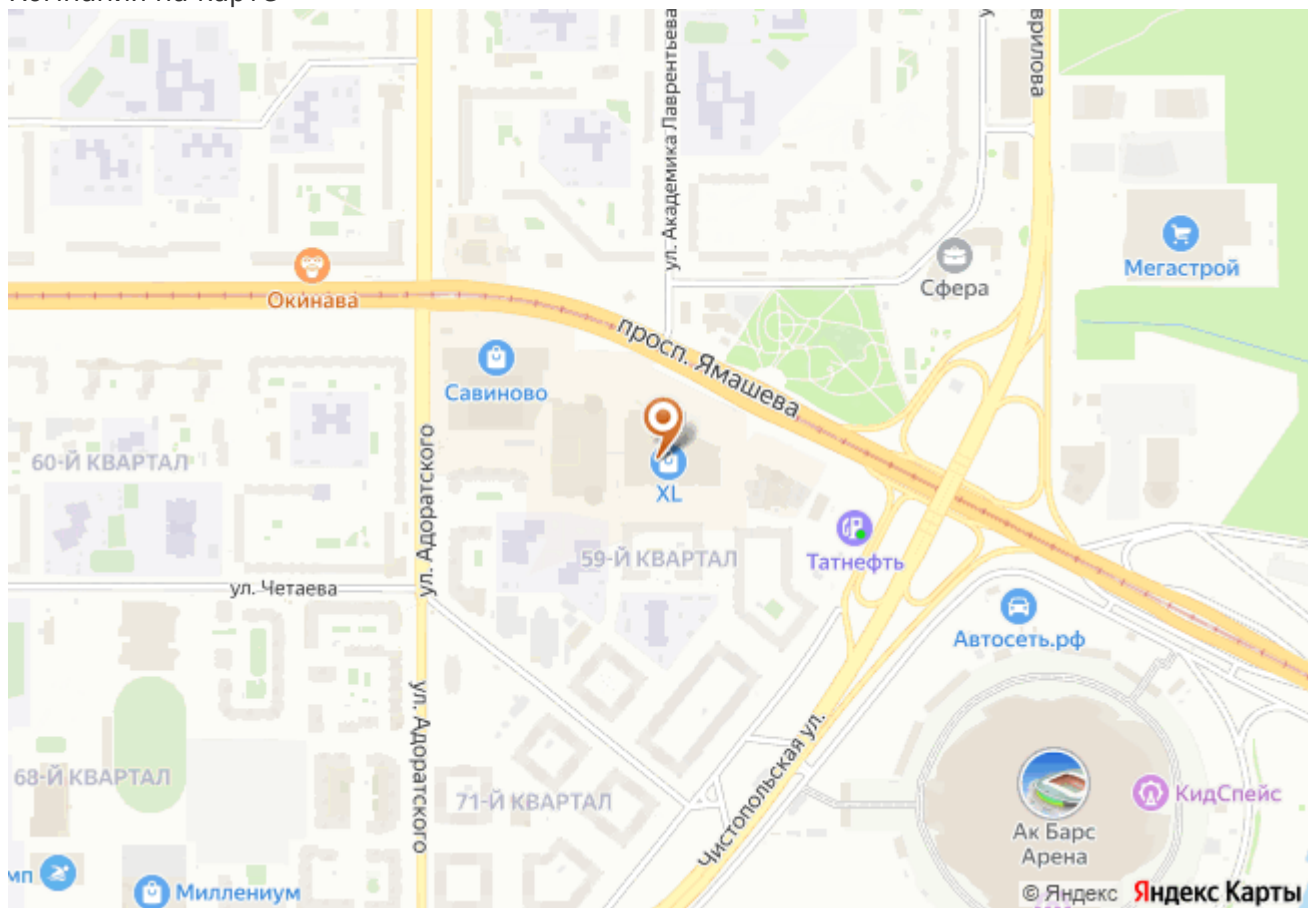 ул. Академика Лаврентьева
Мегастрой
Сфера
Окинава
просп. Ямашева
Савиново
ул. Адоратского
60-Й КВАРТАЛ
XL
59-Й КВАРТАЛ
Татнефть
ул. Четаева
Автосеть.рф
ул. Адоратского
Чистопольская ул.
68-Й КВАРТАЛ
71-Й КВАРТАЛ
КидСпейс
Ак Барс
Арена
Миллениум
© Яндекс Яндекс Карты